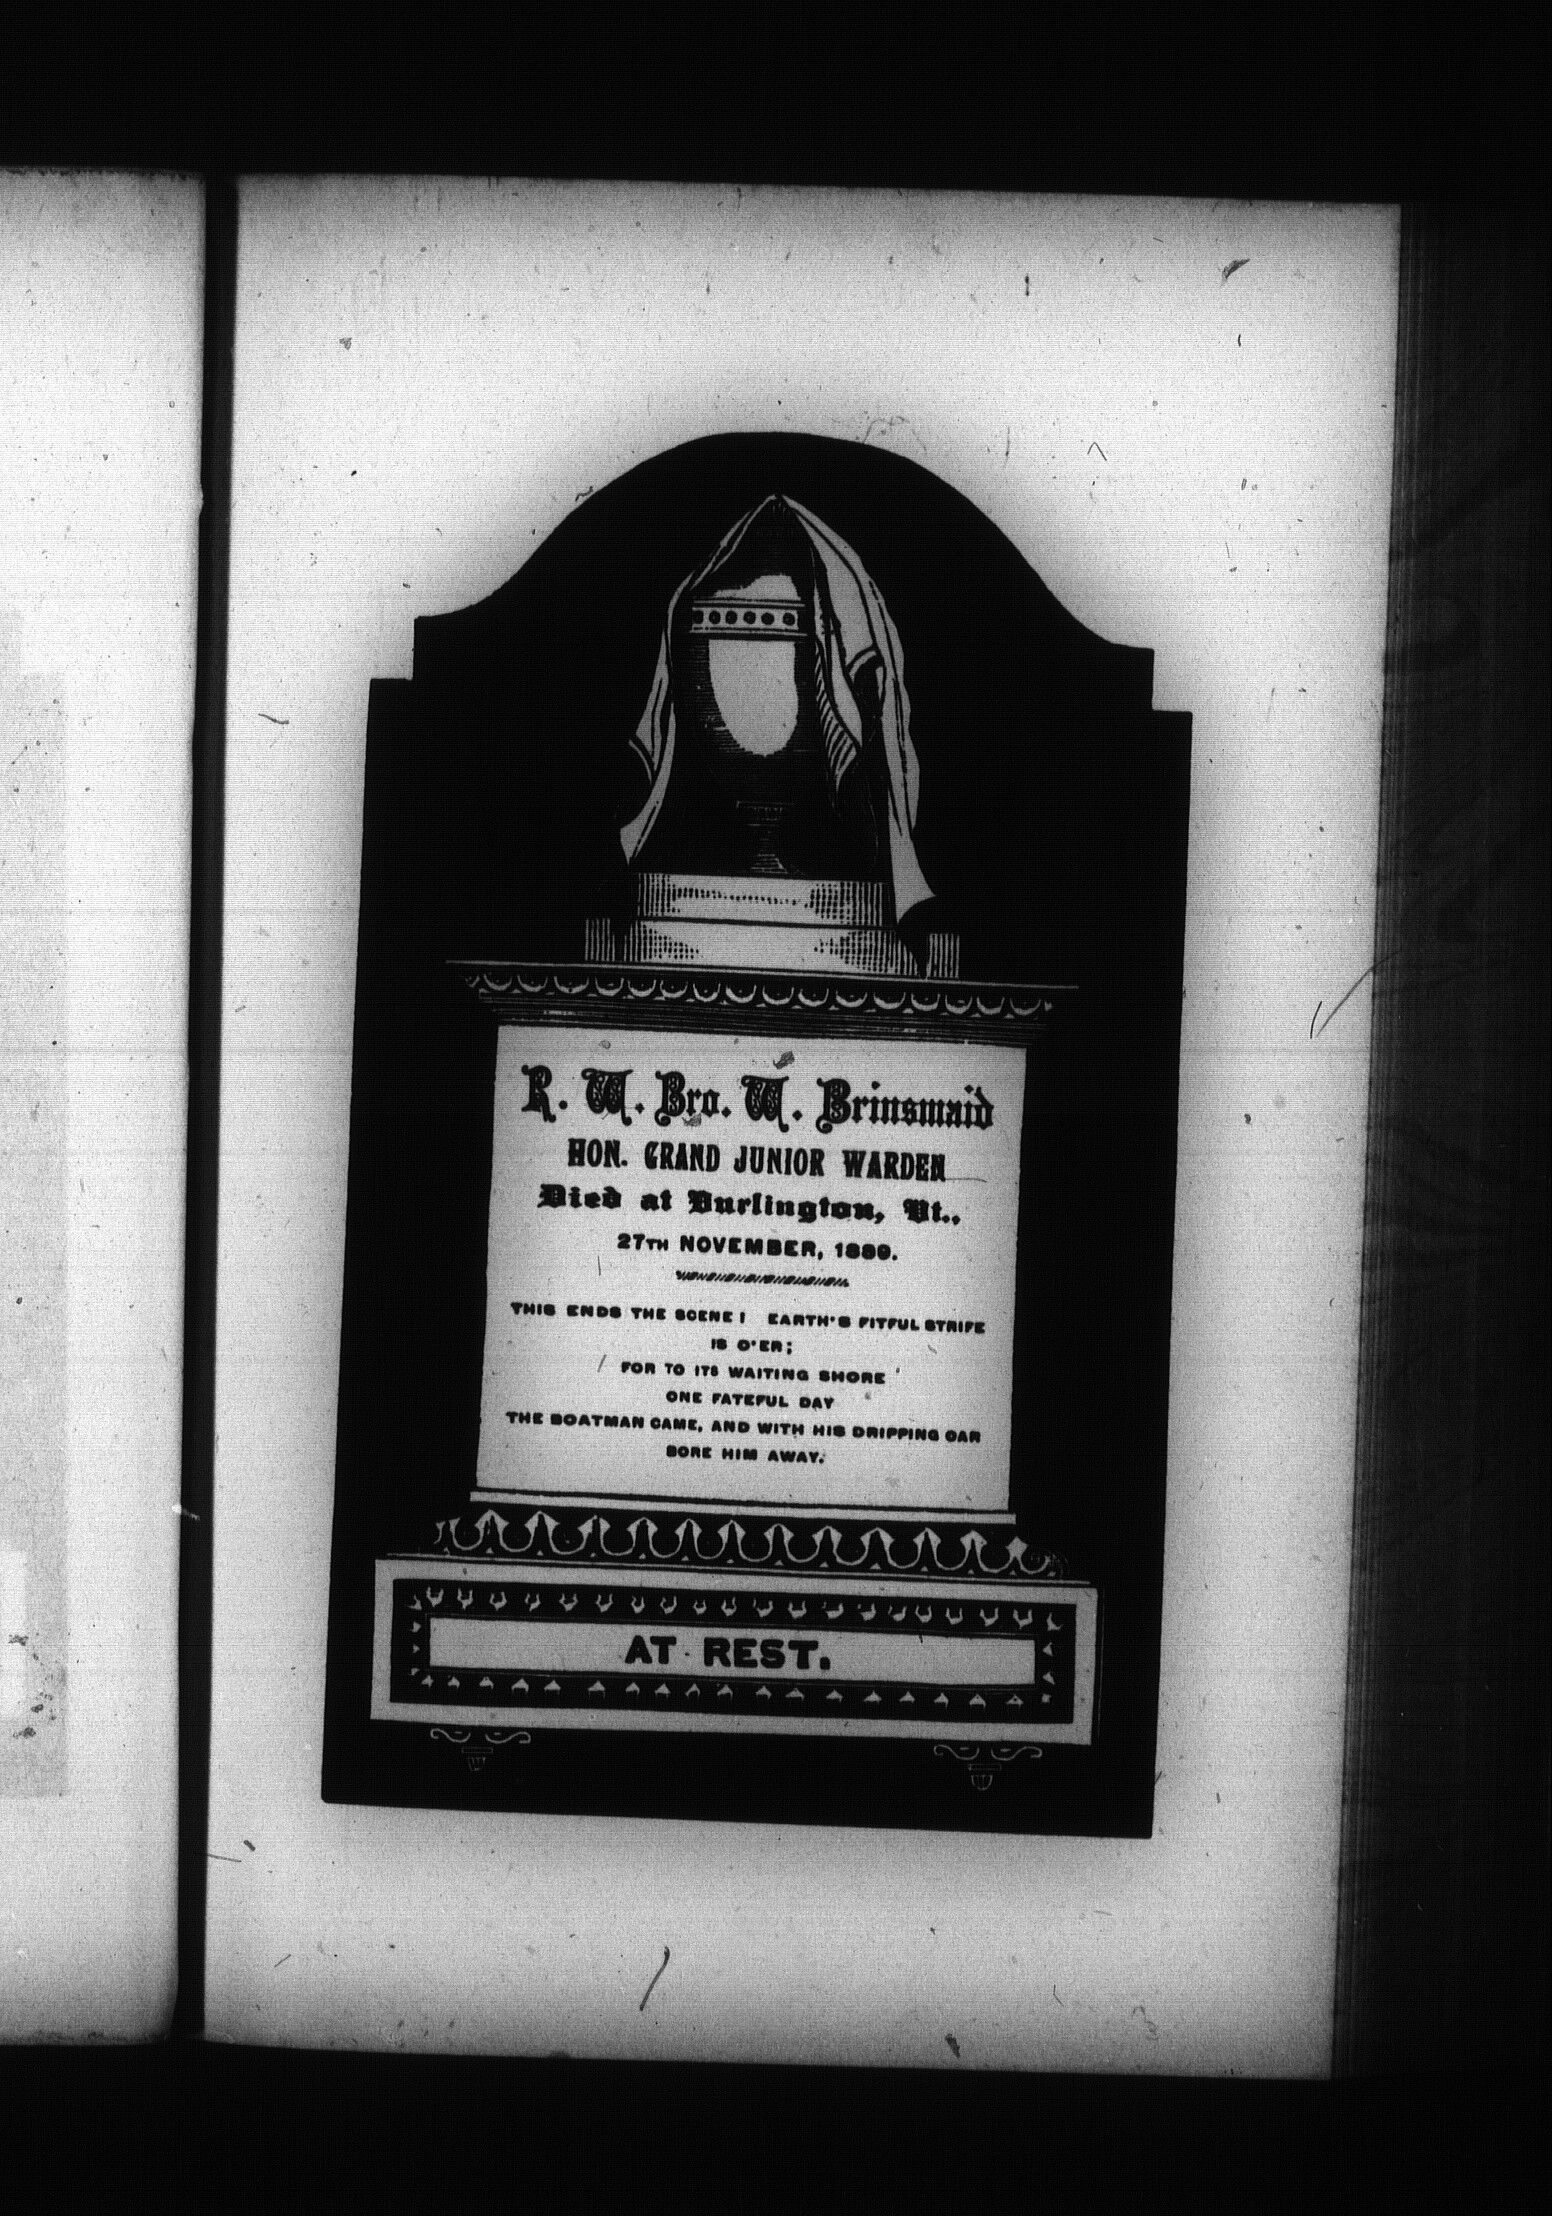 R. W. Bro. W. Brinsmaid
HON. GRAND JUNIOR WARDEN
Died at Burlington, Vt.,
27TH NOVEMBER, 1889.
THIS ENDS THE SCENE! EARTH'S FITFUL STRIFE
IS O'ER;
FOR TO ITS WAITING SHORE
ONE FATEFUL DAY
THE BOATMAN CAME, AND WITH HIS DRIPPING OAR
BORE HIM AWAY.
AT REST.